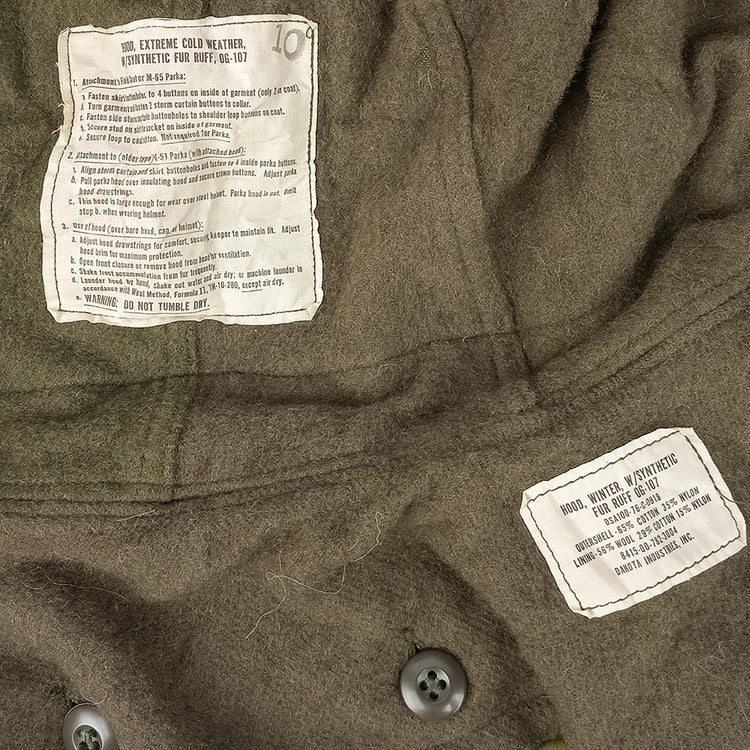 10
HOOD, EXTREME COLD WEATHER,
W/SYNTHETIC FUR RUFF, OG-107
1. Attachment M-65 Parka:
Fasten skirt to 4 buttons on inside of garment (only 2 on coat).
Turn garment 2 storm curtain buttons to collar.
Fasten side storm curtain buttonholes to shoulder loop buttons on coat.
Secure stud on socket on inside of garment.
Secure loop to Not required for Parka.
2. Attachment to (older type) M-51 Parka (with attached hood):
Align storm curtain and skirt buttonholes and fasten to 4 inside parka buttons.
b. Pull parka hood over insulating hood and secure crown buttons. Adjust parka
hood drawstrings.
c. This hood is large enough for wear over steel helmet. Parka hood is not. Omit
step b. when wearing helmet.
3. Use of hood (over bare head, cap, or helmet):
a. Adjust hood drawstrings for comfort, securing keeper to maintain fit. Adjust
hood brim for maximum protection.
b. Open front closure or remove hood from head for ventilation.
c. Shake frost accumulation from fur frequently.
d. Launder hood by hand, shake out water and air dry; or machine launder in
accordance with Wool Method, Formula II, TM-10-280, except air dry.
e. WARNING: DO NOT TUMBLE DRY.
HOOD, WINTER, W/SYNTHETIC
FUR RUFF OG-107
DSA100-76-C-0818
OUTERSHELL-65% COTTON 35% NYLON
LINING-56% WOOL 29% COTTON 15% NYLON
8415-00-782-3084
DAKOTA INDUSTRIES, INC.